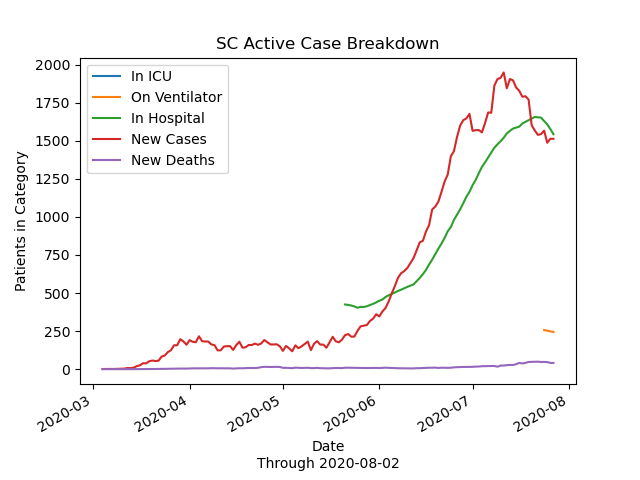 SC Active Case Breakdown
In ICU
On Ventilator
In Hospital
New Cases
New Deaths
Patients in Category
2000
1750
1500
1250
1000
750
500
250
0
2020-03
2020-04
2020-05
2020-06
2020-07
2020-08
Date
Through 2020-08-02